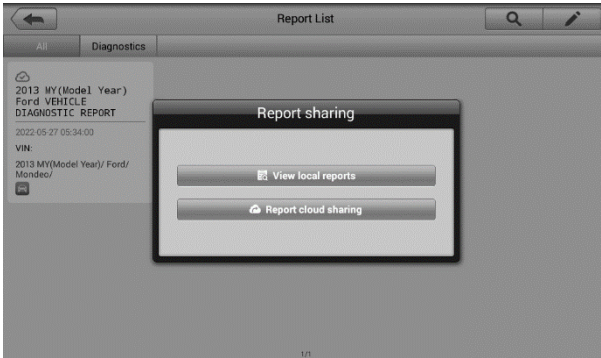 Report List
All
Diagnostics
2013 MY(Model Year)
Ford VEHICLE
DIAGNOSTIC REPORT
2022-05-27 05:34:00
VIN:
2013 MY(Model Year)/ Ford/
Mondeo/
Report sharing
View local reports
Report cloud sharing
1/1